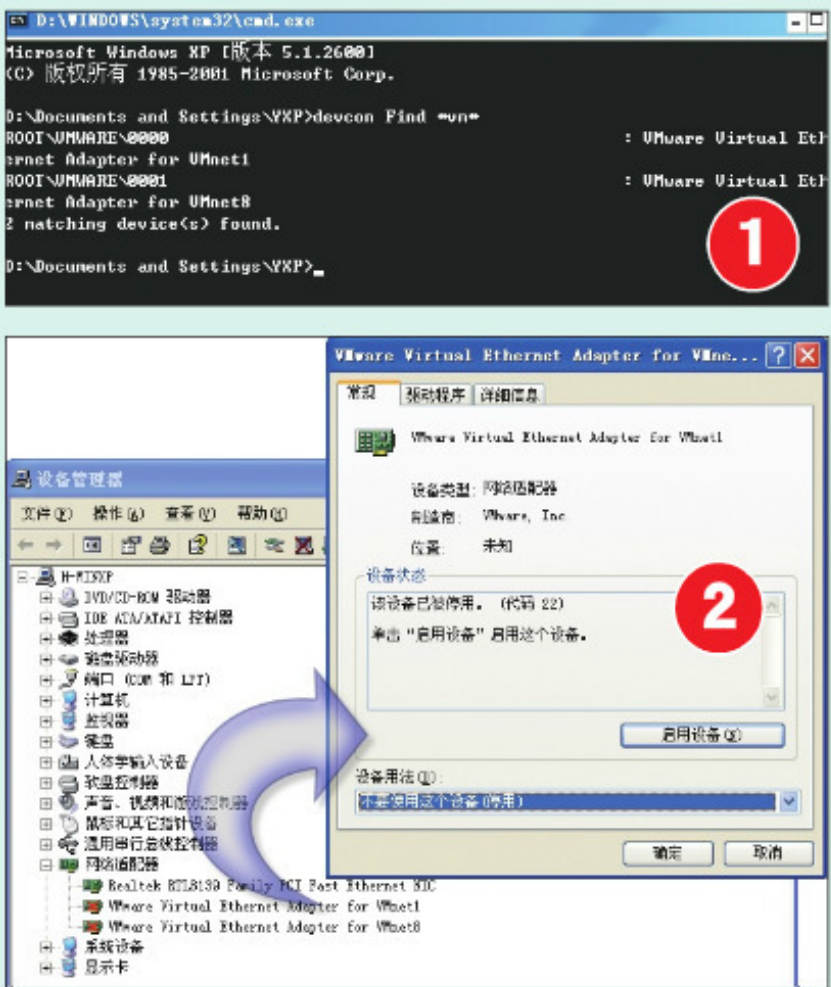 D:\WINDOWS\system32\cmd.exe
Microsoft Windows XP [版本 5.1.2600]
(C) 版权所有 1985-2001 Microsoft Corp.
D:\Documents and Settings\YXP>devcon Find *vm*
ROOT\VMWARE\0000 : VMware Virtual Eth
ernet Adapter for VMnet1
ROOT\VMWARE\0001 : VMware Virtual Eth
ernet Adapter for VMnet8
2 matching device(s) found.
D:\Documents and Settings\YXP>_
1
VMware Virtual Ethernet Adapter for VMne...
常规 驱动程序 详细信息
VMware Virtual Ethernet Adapter for VMnet1
设备类型: 网络适配器
制造商: VMware, Inc.
位置: 未知
设备状态
该设备已被停用。 (代码 22)
单击“启用设备”启用这个设备。
2
启用设备(E)
设备用法(D):
不要使用这个设备(停用)
确定 取消
设备管理器
文件(F) 操作(A) 查看(V) 帮助(H)
H-WINXP
DVD/CD-ROM 驱动器
IDE ATA/ATAPI 控制器
处理器
磁盘驱动器
端口 (COM 和 LPT)
计算机
监视器
键盘
人体学输入设备
软盘控制器
声音、视频和游戏控制器
鼠标和其它指针设备
通用串行总线控制器
网络适配器
Realtek RTL8139 Family PCI Fast Ethernet NIC
VMware Virtual Ethernet Adapter for VMnet1
VMware Virtual Ethernet Adapter for VMnet8
系统设备
显示卡